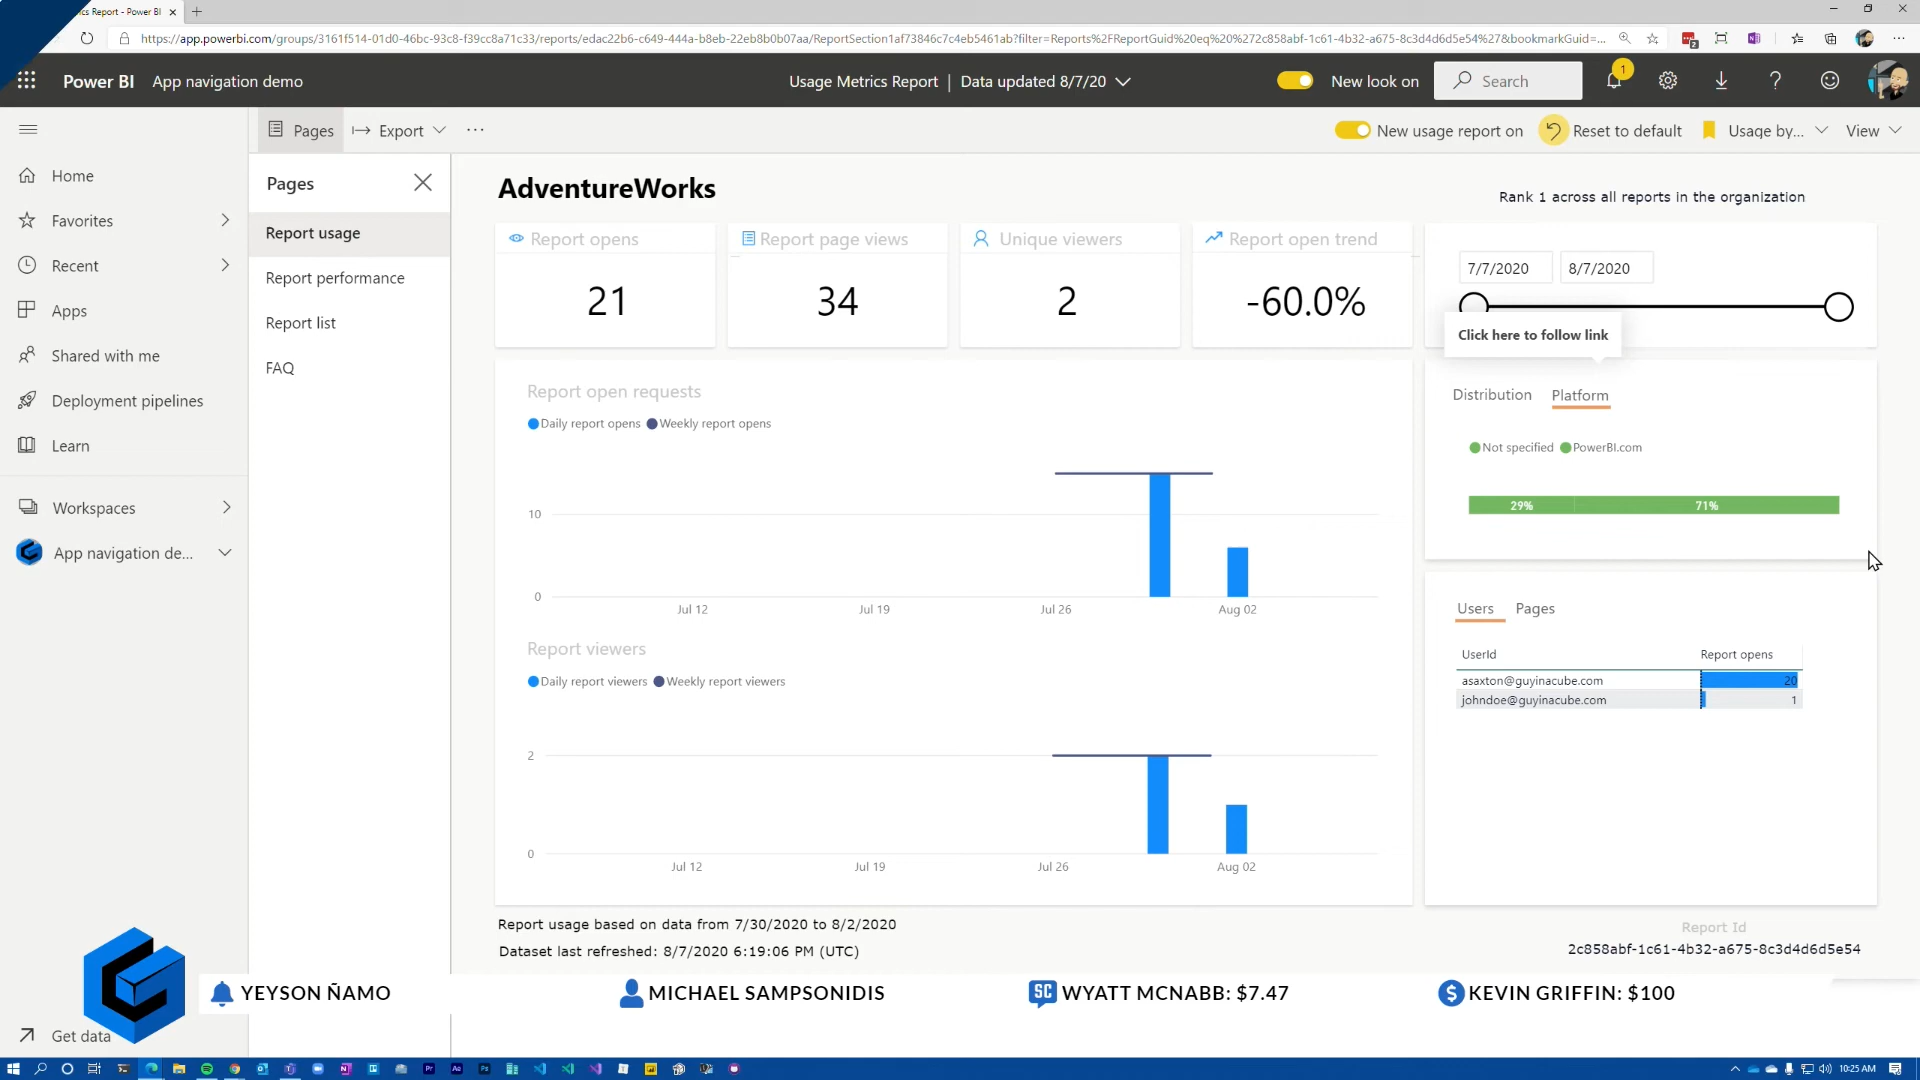 cs Report - Power BI
https://app.powerbi.com/groups/3161f514-01d0-46bc-93c8-f39cc8a71c33/reports/edac22b6-c649-444a-b8eb-22eb8b0b07aa/ReportSection1af73846c7c4eb5461ab?filter=Reports%2FReportGuid%20eq%20%272c858abf-1c61-4b32-a675-8c3d4d6d5e54%27&bookmarkGuid=...
Power BI App navigation demo
Usage Metrics Report | Data updated 8/7/20
New look on
Search
1
Pages
Export
New usage report on
Reset to default
Usage by...
View
Home
Favorites
Recent
Apps
Shared with me
Deployment pipelines
Learn
Workspaces
App navigation de...
Get data
Pages
Report usage
Report performance
Report list
FAQ
AdventureWorks
Rank 1 across all reports in the organization
Report opens
21
Report page views
34
Unique viewers
2
Report open trend
-60.0%
7/7/2020 8/7/2020
Click here to follow link
Report open requests
Daily report opens Weekly report opens
10
0
Jul 12 Jul 19 Jul 26 Aug 02
Report viewers
Daily report viewers Weekly report viewers
2
0
Jul 12 Jul 19 Jul 26 Aug 02
Distribution Platform
Not specified PowerBI.com
29% 71%
Users Pages
UserId Report opens
asaxton@guyinacube.com 20
johndoe@guyinacube.com 1
Report usage based on data from 7/30/2020 to 8/2/2020
Dataset last refreshed: 8/7/2020 6:19:06 PM (UTC)
Report Id
2c858abf-1c61-4b32-a675-8c3d4d6d5e54
YEYSON ÑAMO
MICHAEL SAMPSONIDIS
SC WYATT MCNABB: $7.47
$ KEVIN GRIFFIN: $100
10:25 AM